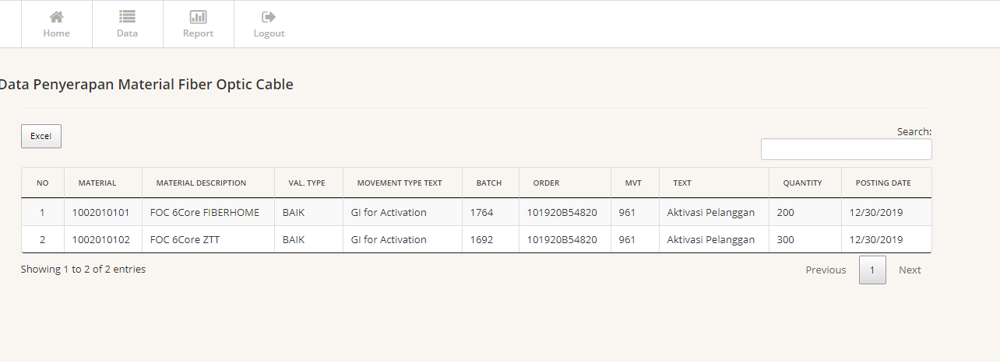 Home Data Report Logout
Data Penyerapan Material Fiber Optic Cable
Excel
Search:
NO MATERIAL MATERIAL DESCRIPTION VAL. TYPE MOVEMENT TYPE TEXT BATCH ORDER MVT TEXT QUANTITY POSTING DATE
1 1002010101 FOC 6Core FIBERHOME BAIK GI for Activation 1764 101920B54820 961 Aktivasi Pelanggan 200 12/30/2019
2 1002010102 FOC 6Core ZTT BAIK GI for Activation 1692 101920B54820 961 Aktivasi Pelanggan 300 12/30/2019
Showing 1 to 2 of 2 entries
Previous 1 Next